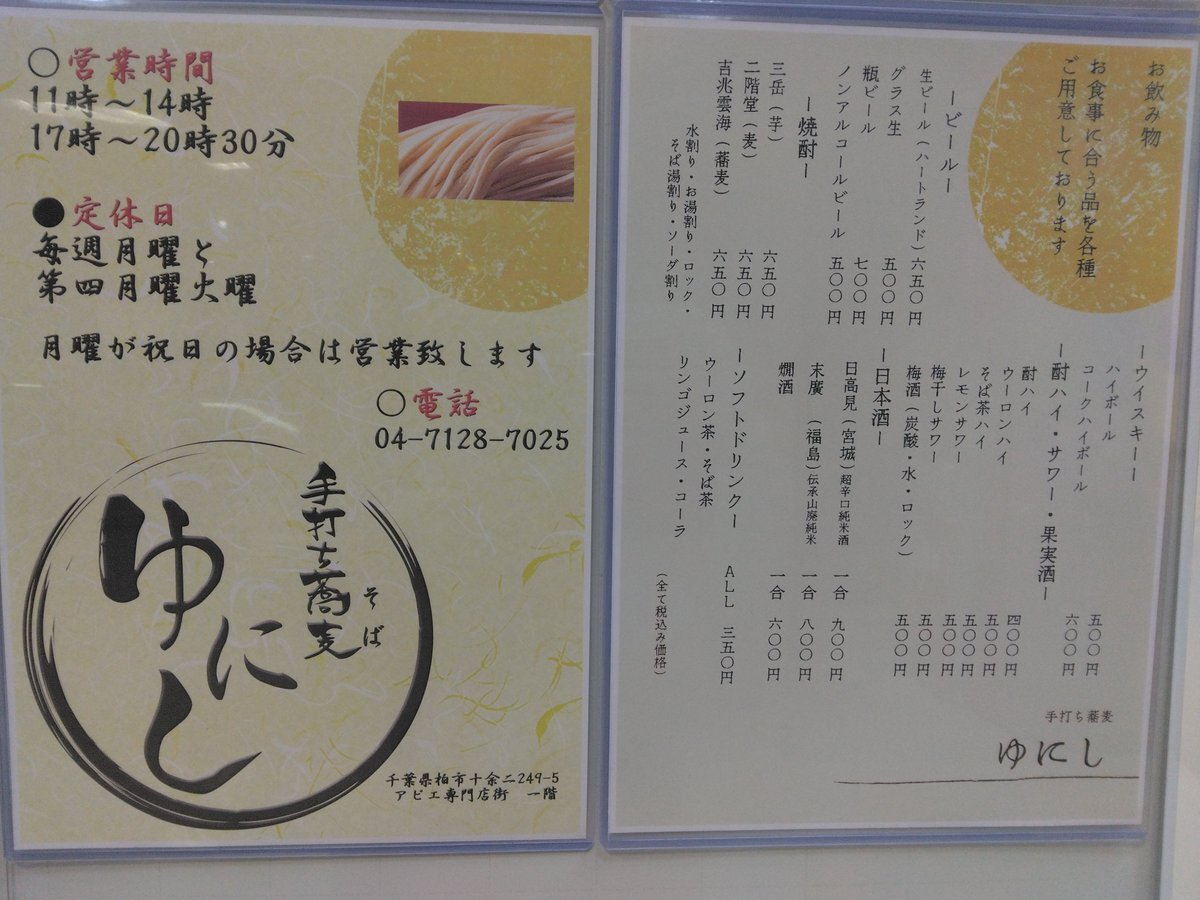 ○営業時間
11時～14時
17時～20時30分
●定休日
毎週月曜と
第四月曜火曜
月曜が祝日の場合は営業致します
○電話
04-7128-7025
手打ち蕎麦
そば
ゆにし
千葉県柏市十余二249-5
アピエ専門店街 一階
お飲み物
お食事に合う品を各種
ご用意しております
ービールー
生ビール（ハートランド）六五〇円
グラス生 五〇〇円
瓶ビール 七〇〇円
ノンアルコールビール 五〇〇円
ー焼酎ー
三岳（芋） 六五〇円
二階堂（麦） 六五〇円
吉兆雲海（蕎麦） 六五〇円
水割り・お湯割り・ロック・
そば湯割り・ソーダ割り
ーウイスキーー
ハイボール 五〇〇円
コークハイボール 六〇〇円
ー酎ハイ・サワー・果実酒ー
酎ハイ 四〇〇円
ウーロンハイ 五〇〇円
そば茶ハイ 五〇〇円
レモンサワー 五〇〇円
梅干しサワー 五〇〇円
梅酒（炭酸・水・ロック） 五〇〇円
ー日本酒ー
日高見（宮城）超辛口純米酒 一合 九〇〇円
末廣 （福島）伝承山廃純米 一合 八〇〇円
燗酒 一合 六〇〇円
ーソフトドリンクー
ウーロン茶・そば茶 ALL 三五〇円
リンゴジュース・コーラ
（全て税込み価格）
手打ち蕎麦
ゆにし